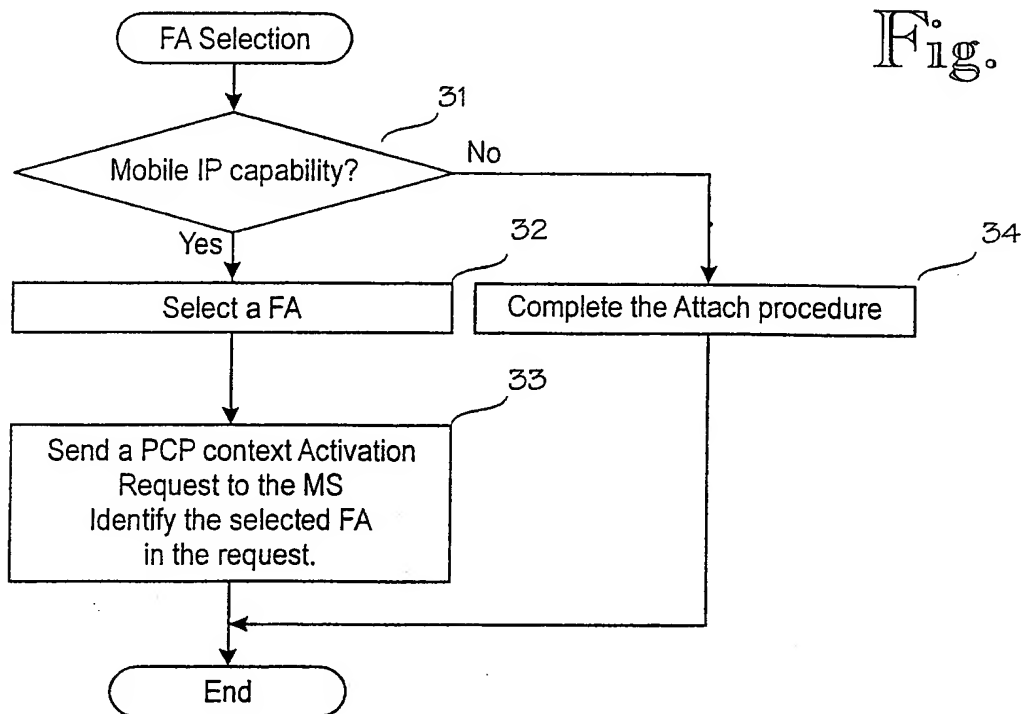 Fig.
FA Selection
31
Mobile IP capability?
No
Yes
32
34
Select a FA
Complete the Attach procedure
33
Send a PCP context Activation
Request to the MS
Identify the selected FA
in the request.
End